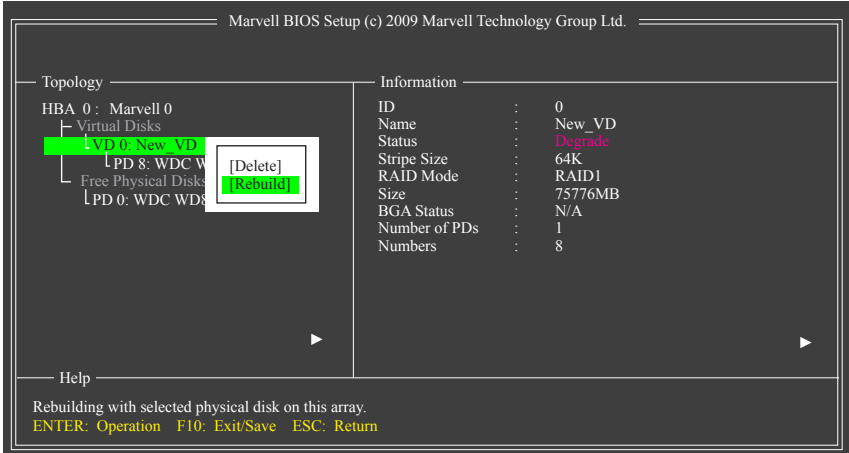 Marvell BIOS Setup (c) 2009 Marvell Technology Group Ltd.
Topology
HBA 0 : Marvell 0
Virtual Disks
VD 0: New_VD
PD 8: WDC W
Free Physical Disks
PD 0: WDC WD8
[Delete]
[Rebuild]
Information
ID : 0
Name : New_VD
Status : Degrade
Stripe Size : 64K
RAID Mode : RAID1
Size : 75776MB
BGA Status : N/A
Number of PDs : 1
Numbers : 8
Help
Rebuilding with selected physical disk on this array.
ENTER: Operation F10: Exit/Save ESC: Return